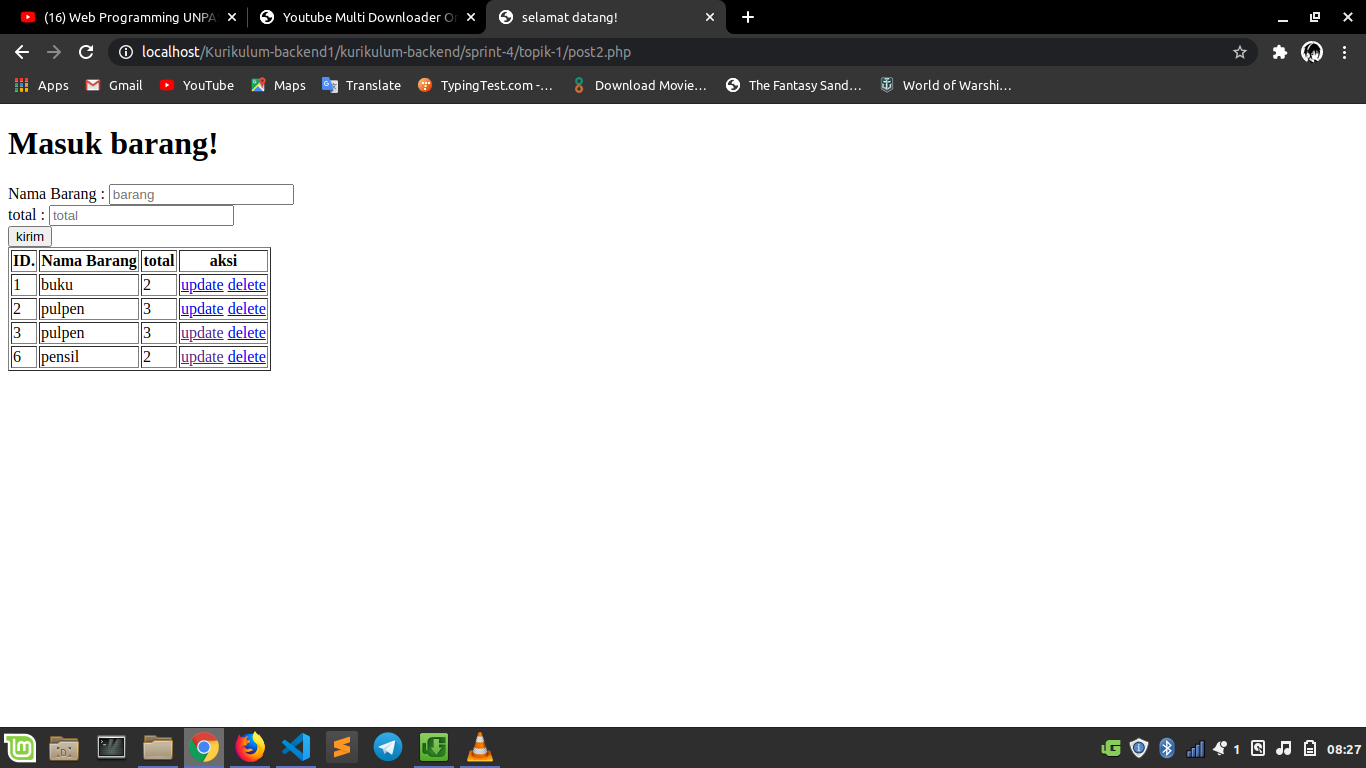 (16) Web Programming UNPA
Youtube Multi Downloader On
selamat datang!
localhost/Kurikulum-backend1/kurikulum-backend/sprint-4/topik-1/post2.php
Apps
Gmail
YouTube
Maps
Translate
TypingTest.com -…
Download Movie…
The Fantasy Sand…
World of Warshi…
Masuk barang!
Nama Barang : barang
total : total
kirim
ID. Nama Barang total aksi
1 buku 2 update delete
2 pulpen 3 update delete
3 pulpen 3 update delete
6 pensil 2 update delete
1
08:27